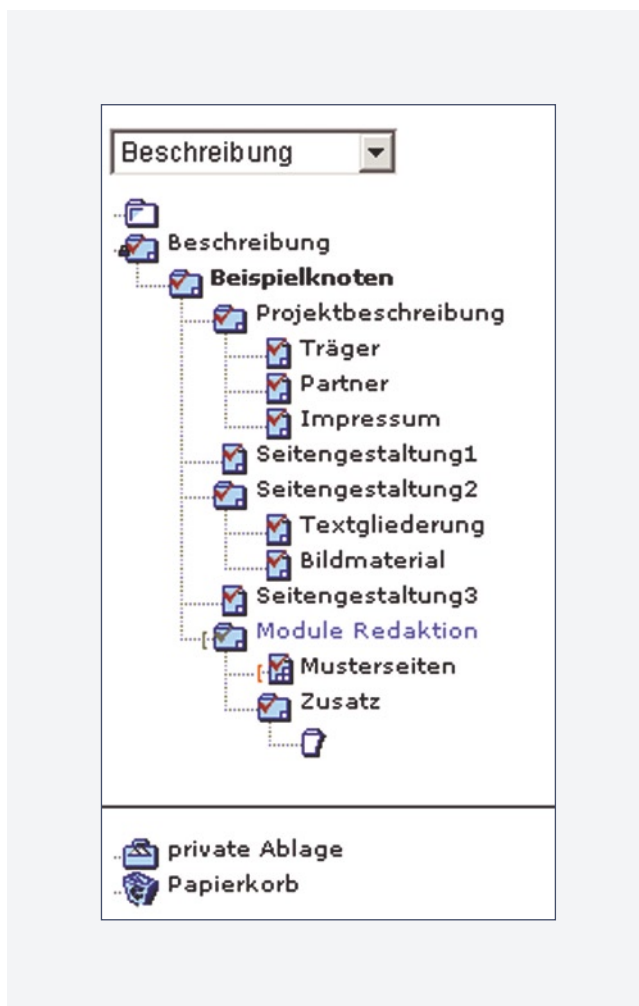 Beschreibung
Beschreibung
Beispielknoten
Projektbeschreibung
Träger
Partner
Impressum
Seitengestaltung1
Seitengestaltung2
Textgliederung
Bildmaterial
Seitengestaltung3
Module Redaktion
Musterseiten
Zusatz
private Ablage
Papierkorb